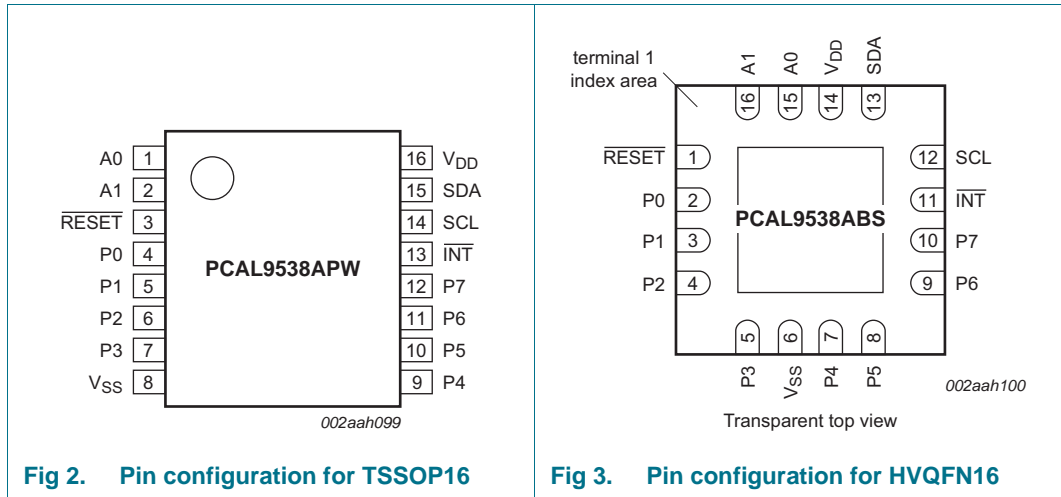 A0 1
A1 2
RESET 3
P0 4
P1 5
P2 6
P3 7
VSS 8
PCAL9538APW
16 VDD
15 SDA
14 SCL
13 INT
12 P7
11 P6
10 P5
9 P4
002aah099
Fig 2. Pin configuration for TSSOP16
terminal 1
index area
A1 A0 VDD SDA
16 15 14 13
RESET 1
P0 2
P1 3
P2 4
PCAL9538ABS
12 SCL
11 INT
10 P7
9 P6
5 6 7 8
P3 VSS P4 P5
002aah100
Transparent top view
Fig 3. Pin configuration for HVQFN16